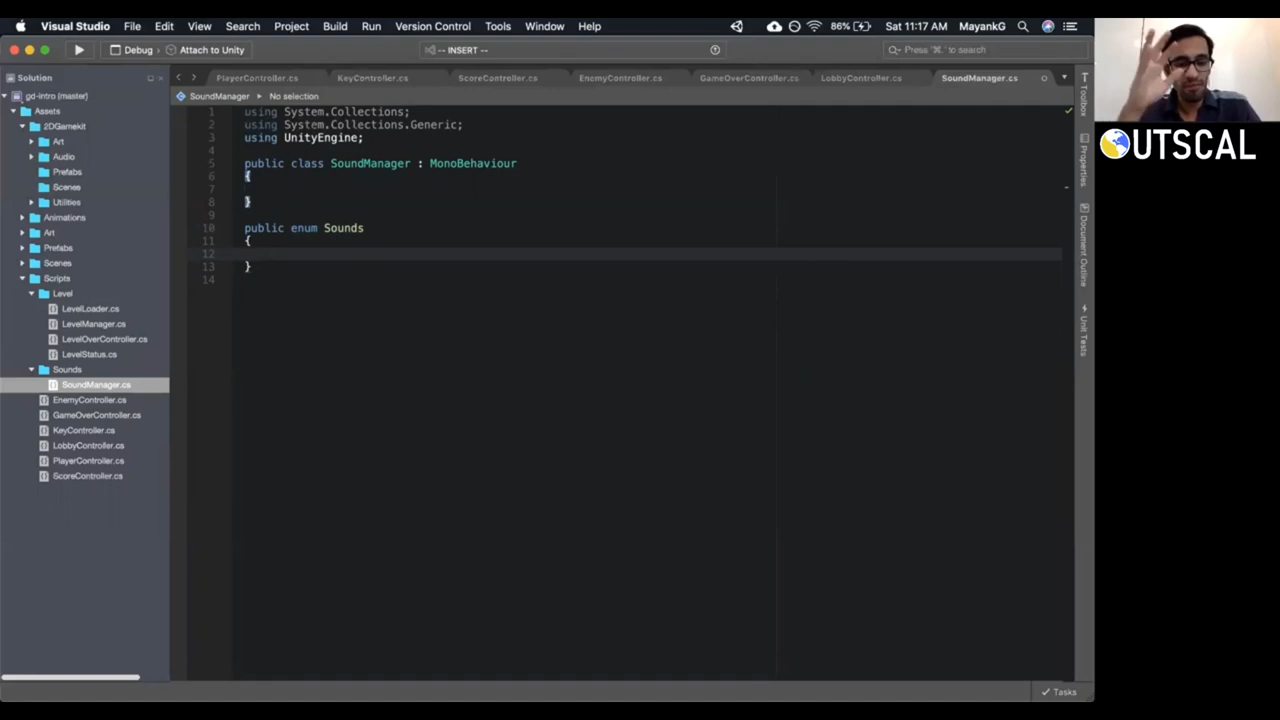 Visual Studio File Edit View Search Project Build Run Version Control Tools Window Help 86% Sat 11:17 AM MayankG
Debug › Attach to Unity -- INSERT -- Press ‘⌘.’ to search
Solution PlayerController.cs KeyController.cs ScoreController.cs EnemyController.cs GameOverController.cs LobbyController.cs SoundManager.cs
gd-intro (master) SoundManager No selection
Assets
2DGamekit
Art
Audio
Prefabs
Scenes
Utilities
Animations
Art
Prefabs
Scenes
Scripts
Level
LevelLoader.cs
LevelManager.cs
LevelOverController.cs
LevelStatus.cs
Sounds
SoundManager.cs
EnemyController.cs
GameOverController.cs
KeyController.cs
LobbyController.cs
PlayerController.cs
ScoreController.cs
1 using System.Collections;
2 using System.Collections.Generic;
3 using UnityEngine;
4
5 public class SoundManager : MonoBehaviour
6 {
7
8 }
9
10 public enum Sounds
11 {
12
13 }
14
Toolbox
Properties
Document Outline
Unit Tests
Tasks
OUTSCAL